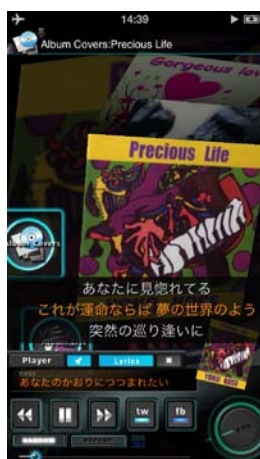 14:39
Album Covers:Precious Life
Gorgeous
Precious Life
Album Covers
あなたに見惚れてる
これが運命ならば 夢の世界のよう
突然の巡り逢いに
Player
Lyrics
あなたのかおりにつつまれたい
tw
fb
REPEAT